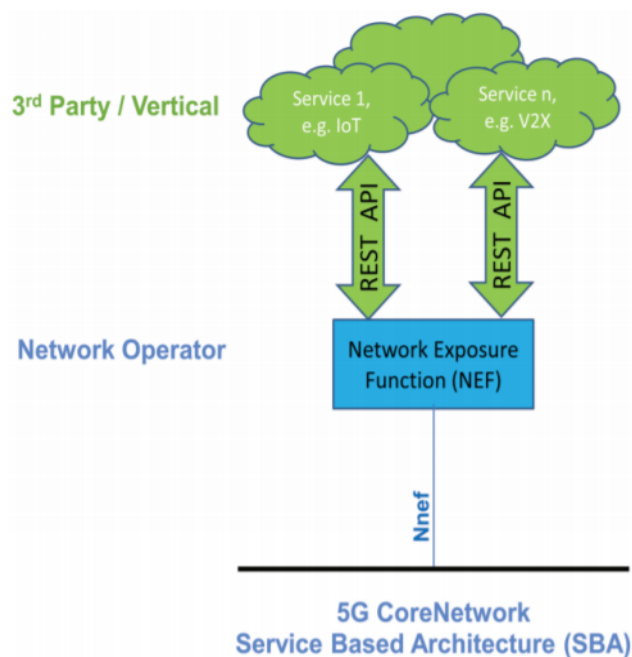 Service 1,
e.g. IoT
Service n,
e.g. V2X
3rd Party / Vertical
REST API
REST API
Network Operator
Network Exposure
Function (NEF)
Nnef
5G CoreNetwork
Service Based Architecture (SBA)